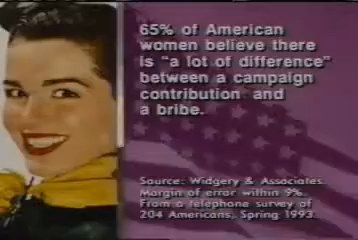 65% of American
women believe there
is "a lot of difference"
between a campaign
contribution and
a bribe.
Source: Widgery & Associates.
Margin of error within 9%.
From a telephone survey of
204 Americans, Spring 1993.